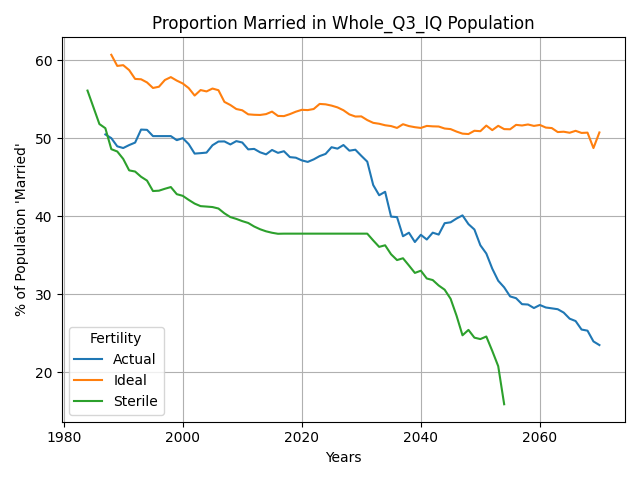 Proportion Married in Whole_Q3_IQ Population
% of Population 'Married'
60
50
40
30
20
Fertility
Actual
Ideal
Sterile
1980
2000
2020
2040
2060
Years